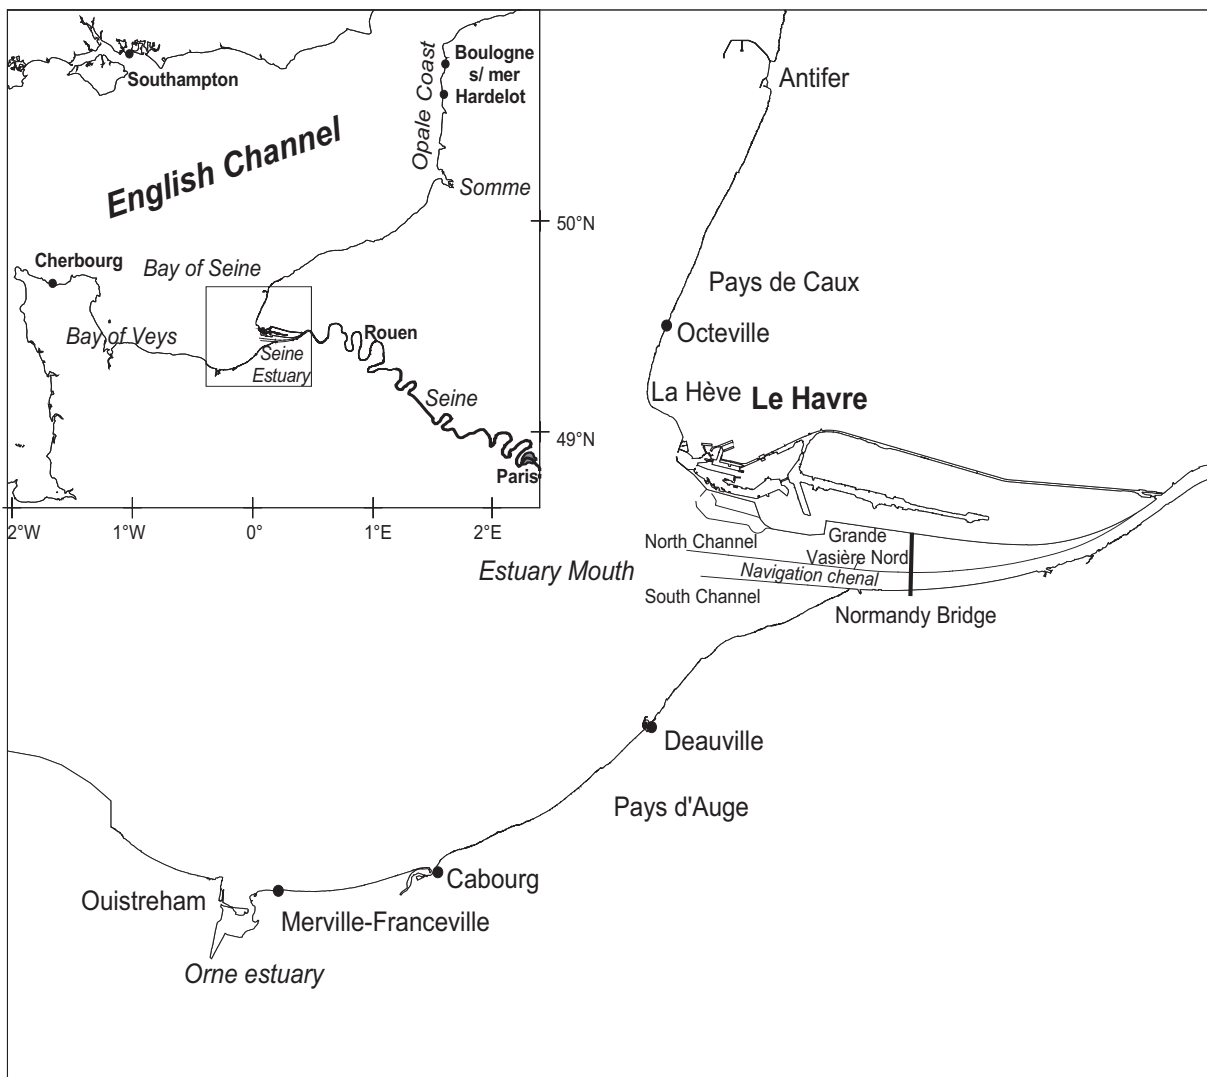 Southampton
Boulogne
s/ mer
Hardelot
Opale Coast
English Channel
Somme
50°N
Cherbourg
Bay of Seine
Bay of Veys
Rouen
Seine
Estuary
Seine
49°N
Paris
2°W
1°W
0°
1°E
2°E
Antifer
Pays de Caux
Octeville
La Hève
Le Havre
North Channel
Grande
Vasière Nord
Estuary Mouth
Navigation chenal
South Channel
Normandy Bridge
Deauville
Pays d'Auge
Cabourg
Ouistreham
Merville-Franceville
Orne estuary